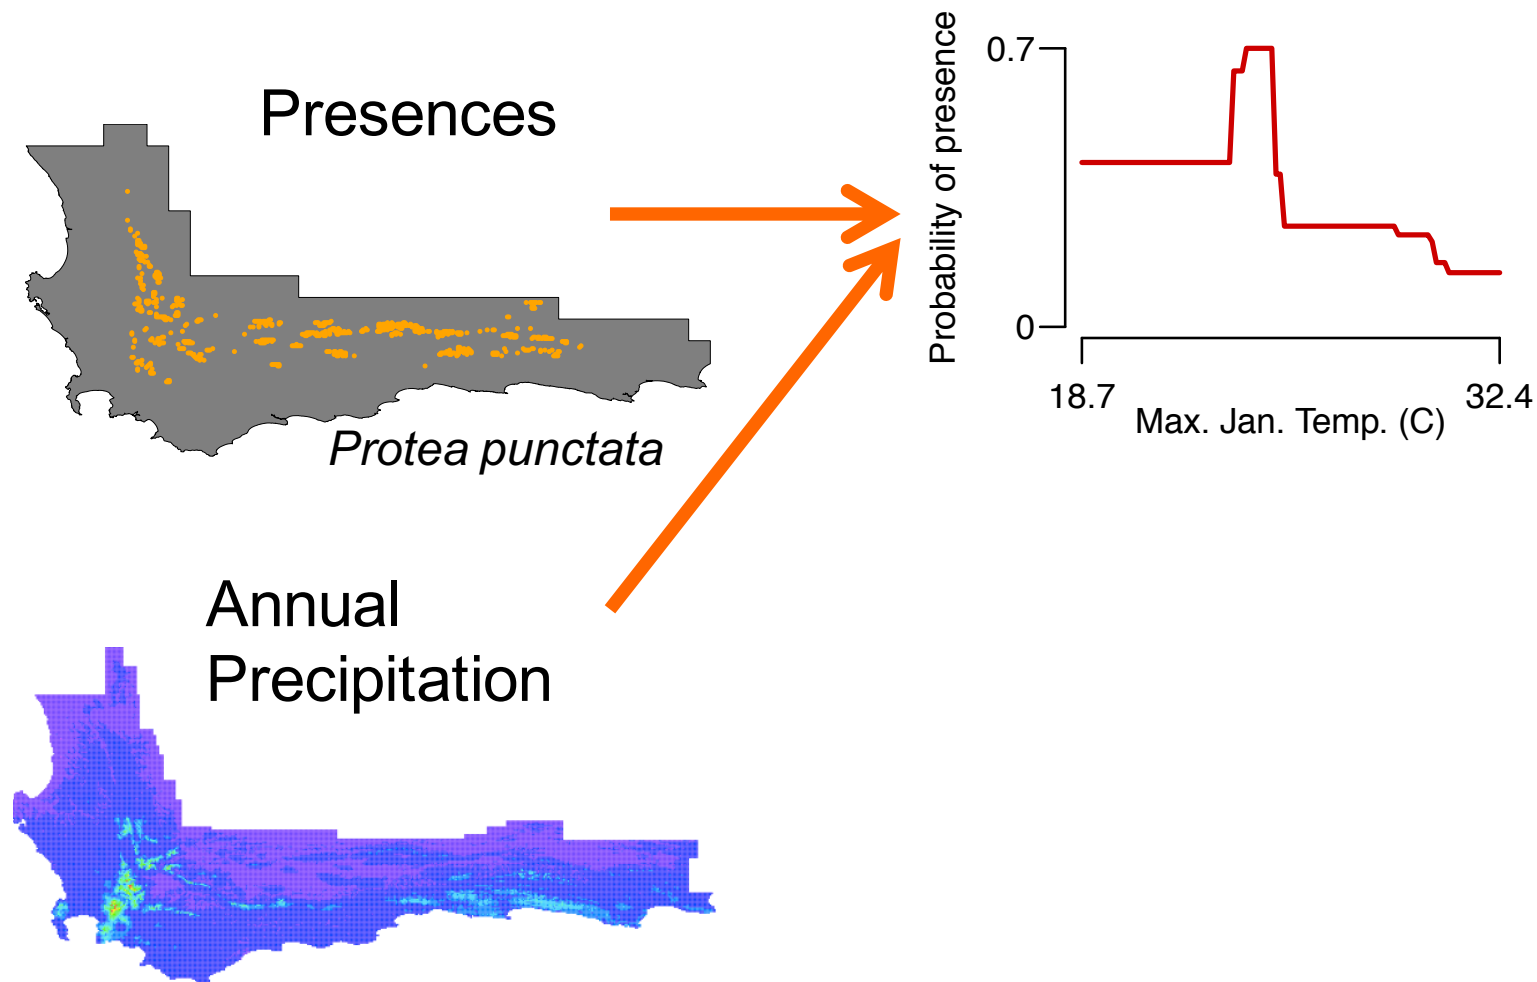 Presences
Protea punctata
Annual
Precipitation
Probability of presence
0.7
0
18.7
32.4
Max. Jan. Temp. (C)